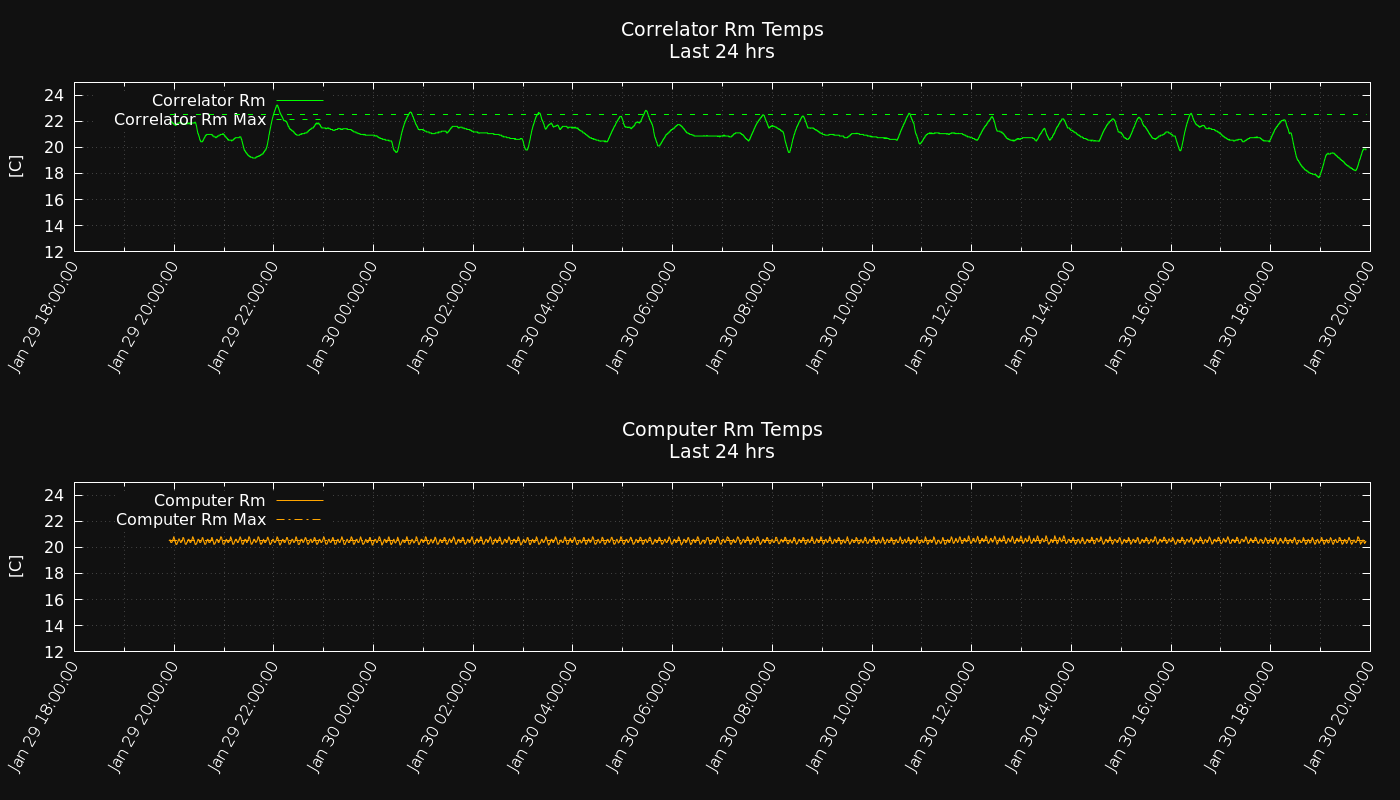 Correlator Rm Temps
Last 24 hrs
Correlator Rm
Correlator Rm Max
[C]
24
22
20
18
16
14
12
Jan 29 18:00:00
Jan 29 20:00:00
Jan 29 22:00:00
Jan 30 00:00:00
Jan 30 02:00:00
Jan 30 04:00:00
Jan 30 06:00:00
Jan 30 08:00:00
Jan 30 10:00:00
Jan 30 12:00:00
Jan 30 14:00:00
Jan 30 16:00:00
Jan 30 18:00:00
Jan 30 20:00:00
Computer Rm Temps
Last 24 hrs
Computer Rm
Computer Rm Max
[C]
24
22
20
18
16
14
12
Jan 29 18:00:00
Jan 29 20:00:00
Jan 29 22:00:00
Jan 30 00:00:00
Jan 30 02:00:00
Jan 30 04:00:00
Jan 30 06:00:00
Jan 30 08:00:00
Jan 30 10:00:00
Jan 30 12:00:00
Jan 30 14:00:00
Jan 30 16:00:00
Jan 30 18:00:00
Jan 30 20:00:00